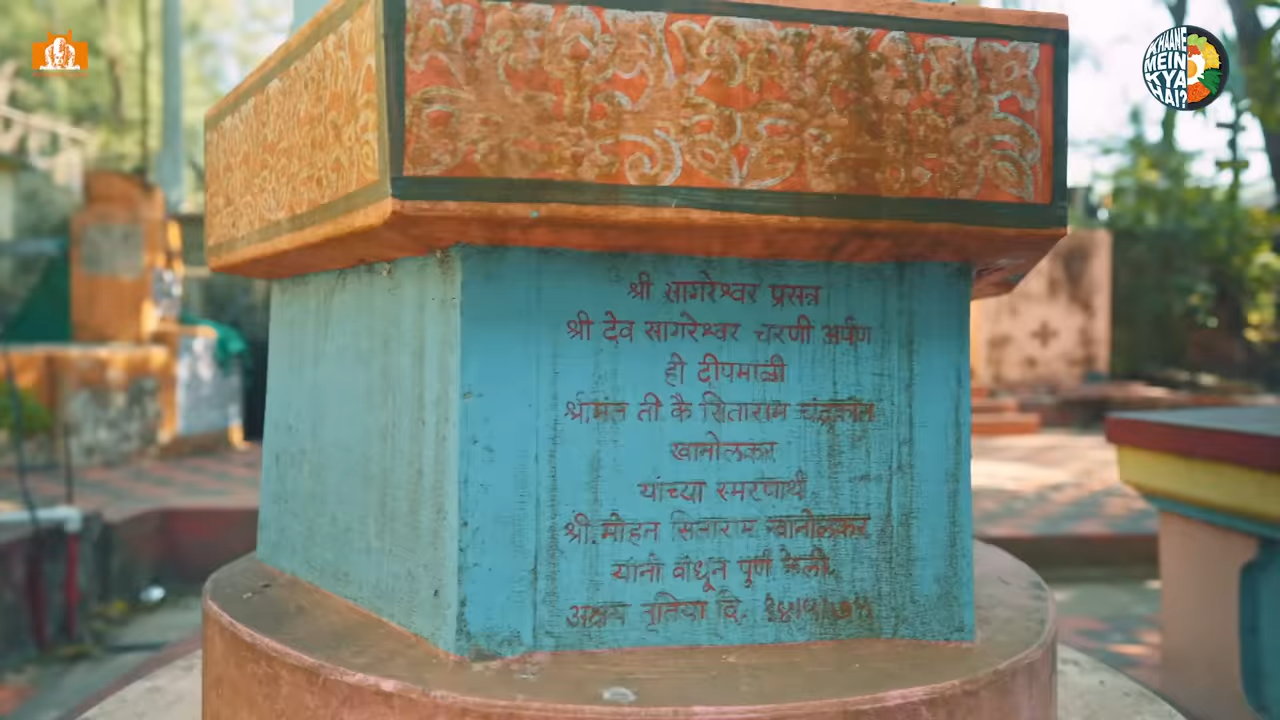 KHAANE
MEIN
KYA
HAI?
श्री सागरेश्वर प्रसन्न
श्री देव सागरेश्वर चरणी अर्पण
ही दीपमाळी
श्रीमंत ती कै सिताराम चंद्रकांत
खानोलकर
यांच्या स्मरणार्थ
श्री. मोहन सिताराम खानोलकर
यांनी बांधून पूर्ण केली.
अक्षय तृतिया दि.